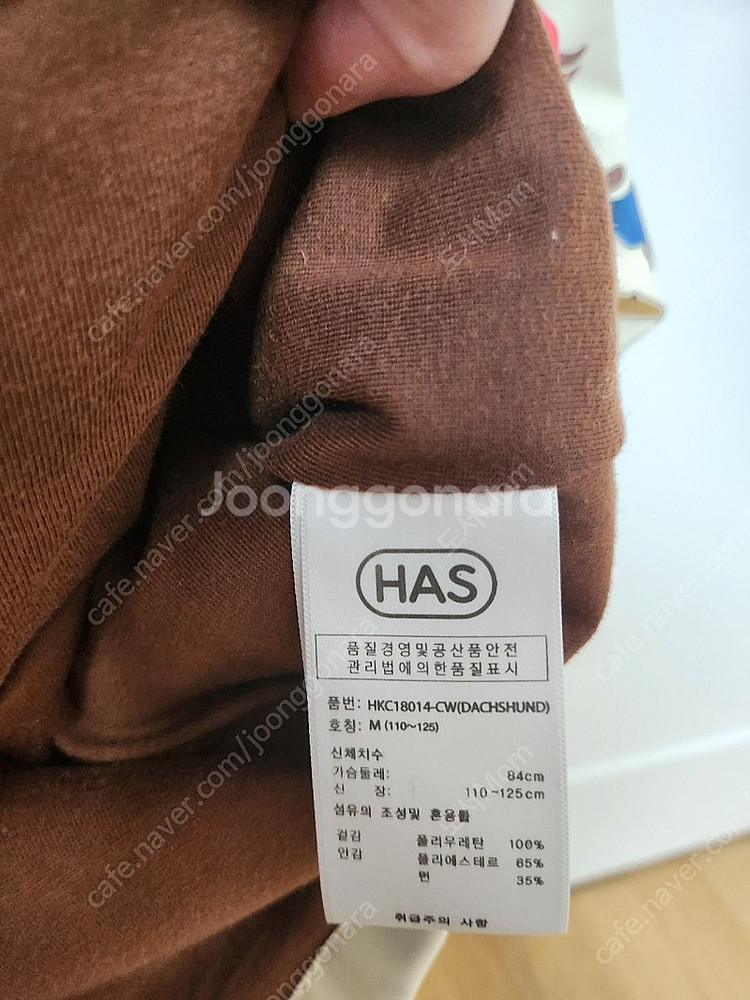 Joonggonara
cafe.naver.com/joonggonara
HAS
품질경영및공산품안전
관리법에의한품질표시
품번: HKC18014-CW(DACHSHUND)
호칭: M (110~125)
신체치수
가슴둘레: 84cm
신 장: 110~125cm
섬유의 조성및 혼용률
겉감 폴리우레탄 100%
안감 폴리에스테르 65%
면 35%
취급주의 사항